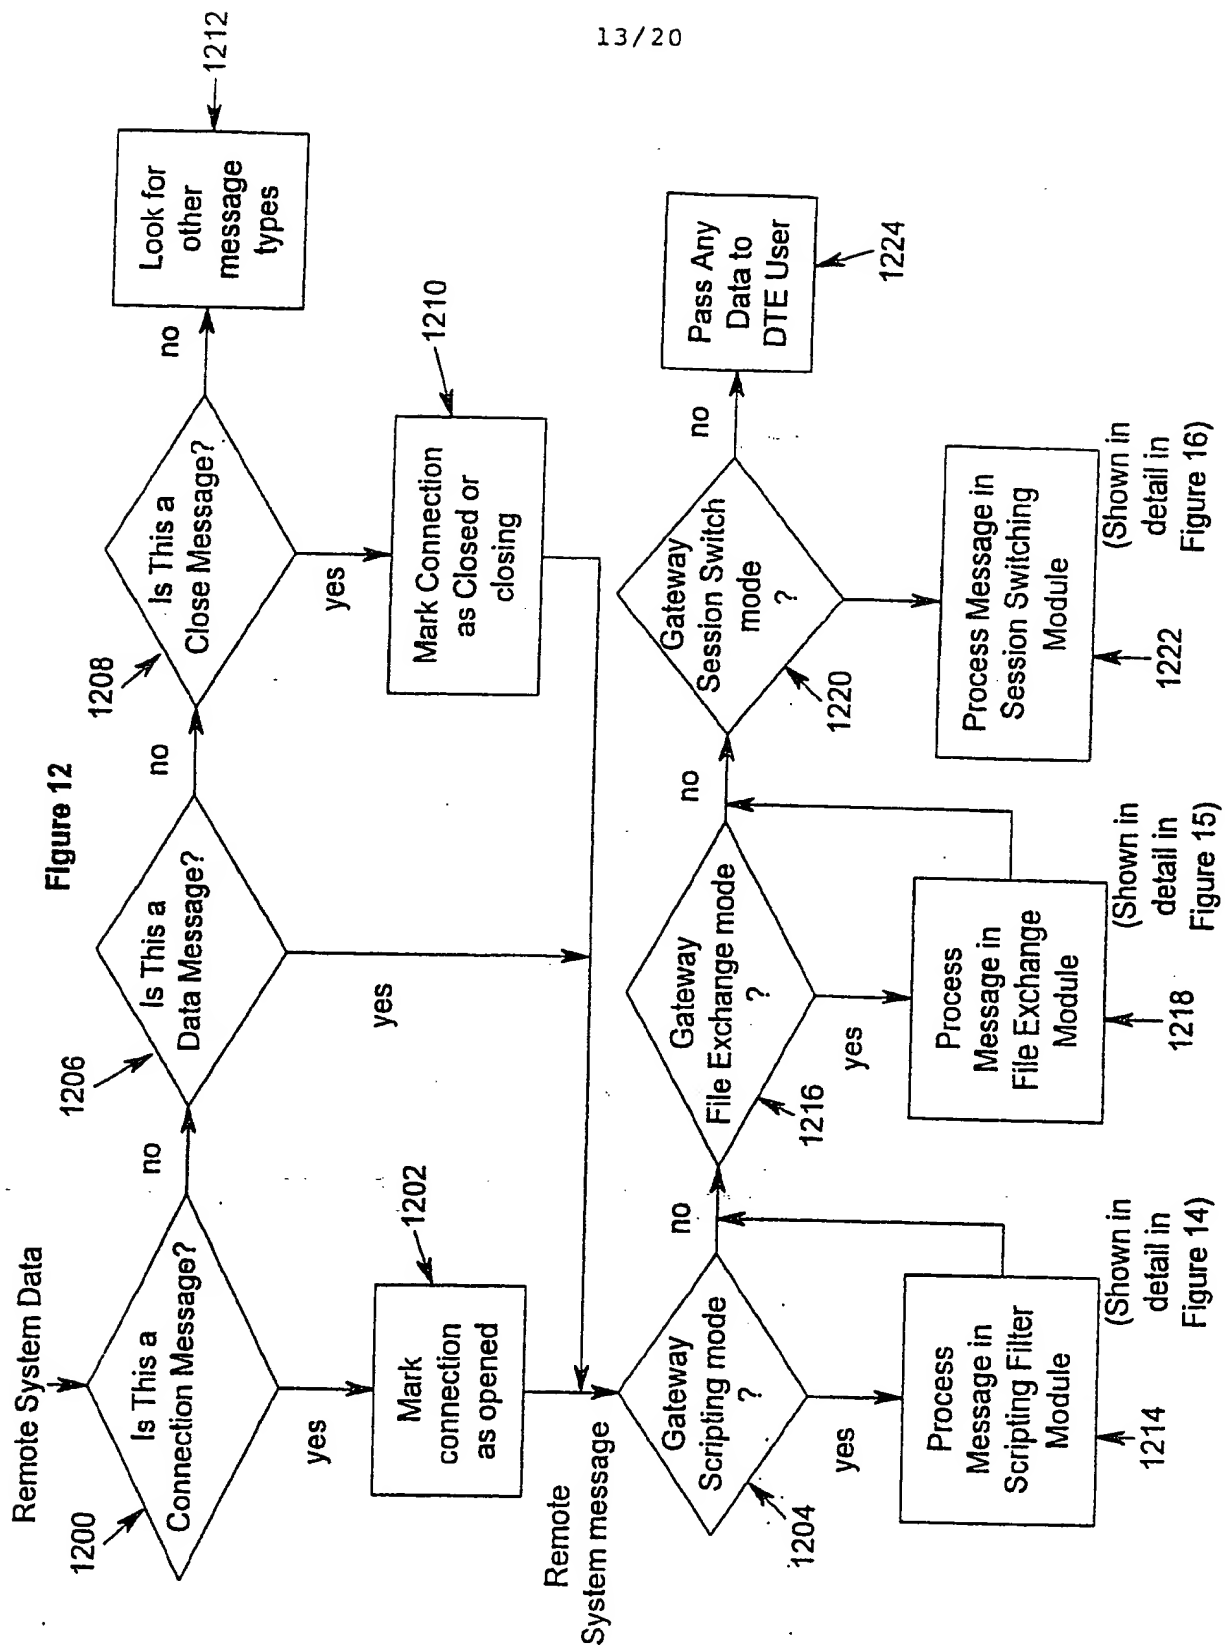 13/20
Figure 12
Remote System Data
1200
Is This a
Connection Message?
no
yes
Mark
connection
as opened
1202
1206
Is This a
Data Message?
no
yes
1208
Is This a
Close Message?
no
yes
Mark Connection
as Closed or
closing
1210
Look for
other
message
types
1212
Remote
System message
Gateway
Scripting mode
?
1204
no
yes
Process
Message in
Scripting Filter
Module
1214
(Shown in
detail in
Figure 14)
Gateway
File Exchange mode
?
1216
no
yes
Process
Message in
File Exchange
Module
1218
(Shown in
detail in
Figure 15)
Gateway
Session Switch
mode
?
1220
no
Process Message in
Session Switching
Module
1222
(Shown in
detail in
Figure 16)
Pass Any
Data to
DTE User
1224